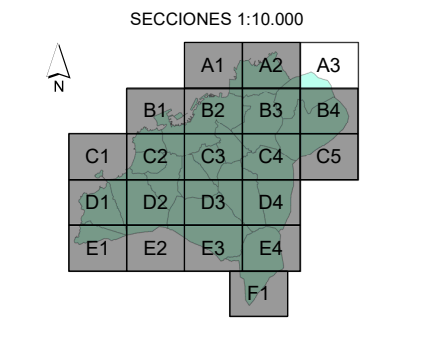 SECCIONES 1:10.000
N
A1 A2 A3
B1 B2 B3 B4
C1 C2 C3 C4 C5
D1 D2 D3 D4
E1 E2 E3 E4
F1